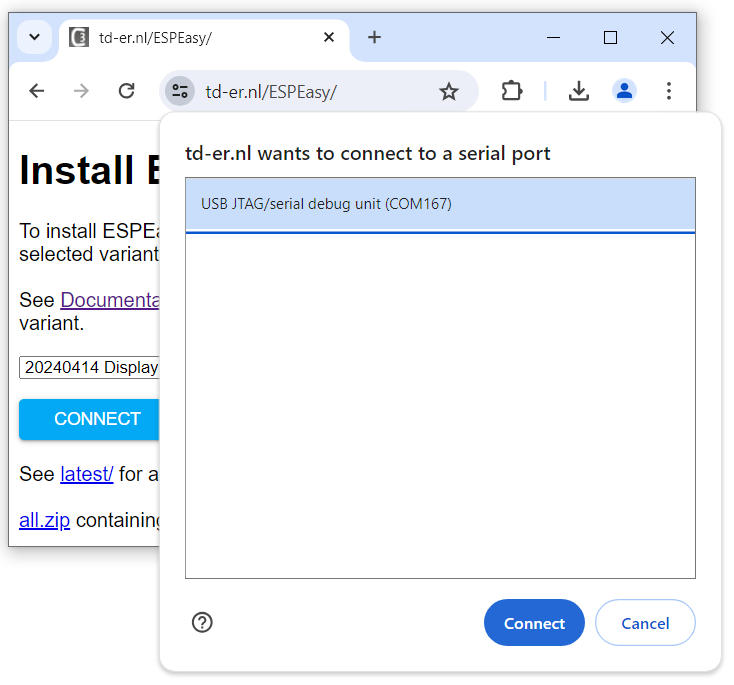 td-er.nl/ESPEasy/
td-er.nl/ESPEasy/
td-er.nl wants to connect to a serial port
USB JTAG/serial debug unit (COM167)
Connect
Cancel
Install
To install ESPEa
selected variant
See Documenta
variant.
20240414 Display
CONNECT
See latest/ for a
all.zip containing